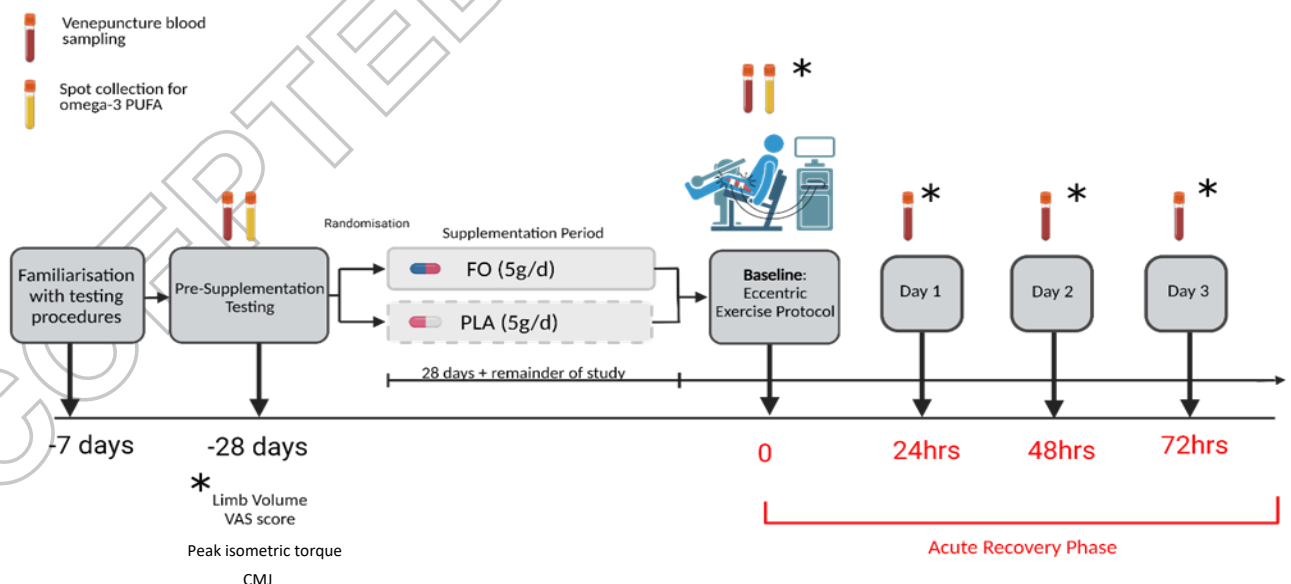 Venepuncture blood
sampling
Spot collection for
omega-3 PUFA
*
Randomisation
Supplementation Period
* * *
Familiarisation
with testing
procedures
Pre-Supplementation
Testing
FO (5g/d)
PLA (5g/d)
Baseline:
Eccentric
Exercise Protocol
Day 1
Day 2
Day 3
28 days + remainder of study
-7 days
-28 days
0
24hrs
48hrs
72hrs
*
Limb Volume
VAS score
Peak isometric torque
CMJ
Acute Recovery Phase